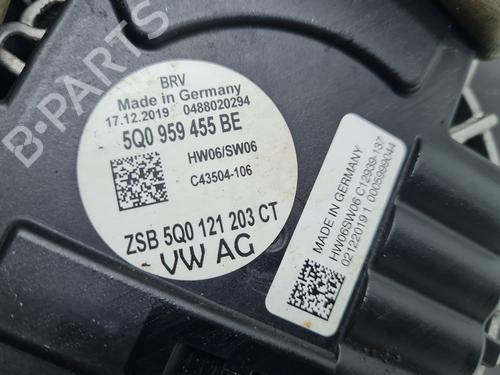 B-PARTS
BRV
Made in Germany
17.12.2019 0488020294
5Q0 959 455 BE
HW06/SW06
C43504-106
ZSB 5Q0 121 203 CT
VW AG
MADE IN GERMANY
HW06SW06 C12939-137
02122019 1 0005999044